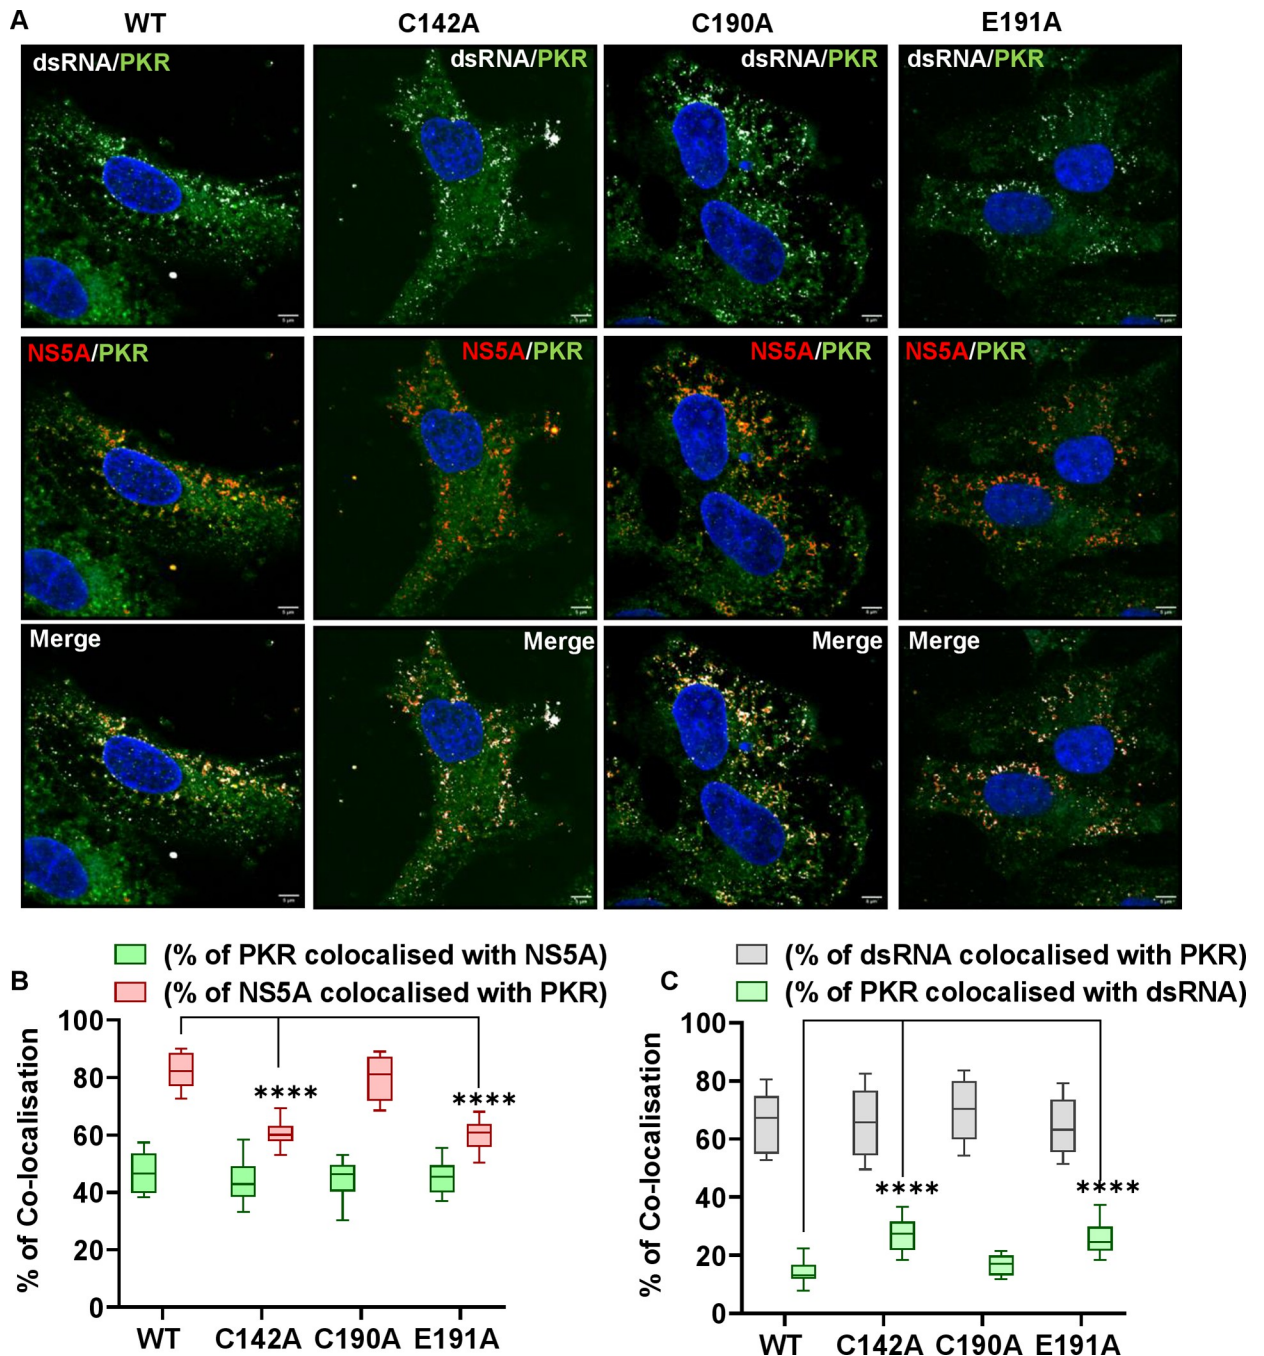 A
WT C142A C190A E191A
dsRNA/PKR dsRNA/PKR dsRNA/PKR dsRNA/PKR
NS5A/PKR NS5A/PKR NS5A/PKR NS5A/PKR
Merge Merge Merge Merge
B
(% of PKR colocalised with NS5A)
(% of NS5A colocalised with PKR)
% of Co-localisation
100
80
60
40
20
0
**** ****
WT C142A C190A E191A
C
(% of dsRNA colocalised with PKR)
(% of PKR colocalised with dsRNA)
% of Co-localisation
100
80
60
40
20
0
**** ****
WT C142A C190A E191A